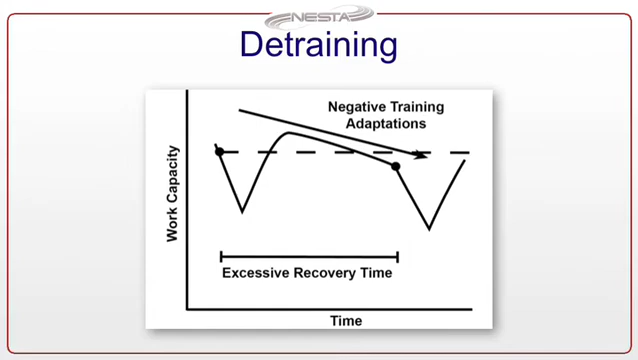 NESTA
Detraining
Negative Training
Adaptations
Work Capacity
Excessive Recovery Time
Time